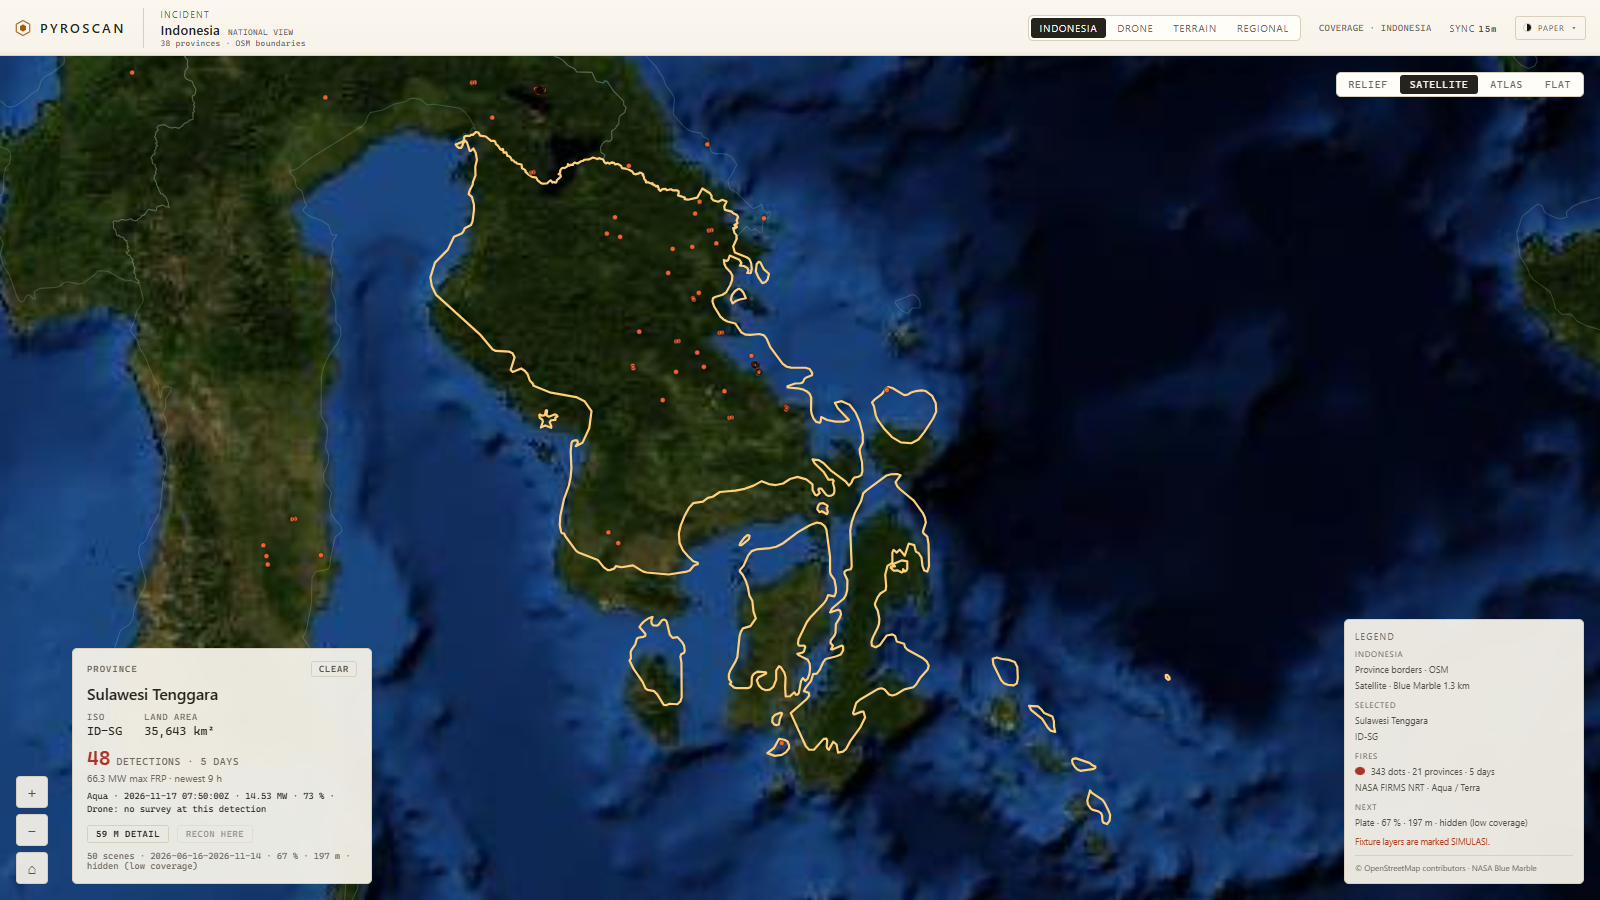 PYROSCAN
INCIDENT
Indonesia NATIONAL VIEW
38 provinces · OSM boundaries
INDONESIA DRONE TERRAIN REGIONAL
COVERAGE · INDONESIA
SYNC 15m
PAPER
RELIEF SATELLITE ATLAS FLAT
PROVINCE
CLEAR
Sulawesi Tenggara
ISO LAND AREA
ID-SG 35,643 km²
48 DETECTIONS · 5 DAYS
66.3 MW max FRP · newest 9 h
Aqua · 2026-11-17 07:50:00Z · 14.53 MW · 73 % ·
Drone: no survey at this detection
59 M DETAIL RECON HERE
50 scenes · 2026-06-16–2026-11-14 · 67 % · 197 m ·
hidden (low coverage)
LEGEND
INDONESIA
Province borders · OSM
Satellite · Blue Marble 1.3 km
SELECTED
Sulawesi Tenggara
ID-SG
FIRES
343 dots · 21 provinces · 5 days
NASA FIRMS NRT · Aqua / Terra
NEXT
Plate · 67 % · 197 m · hidden (low coverage)
Fixture layers are marked SIMULASI.
© OpenStreetMap contributors · NASA Blue Marble